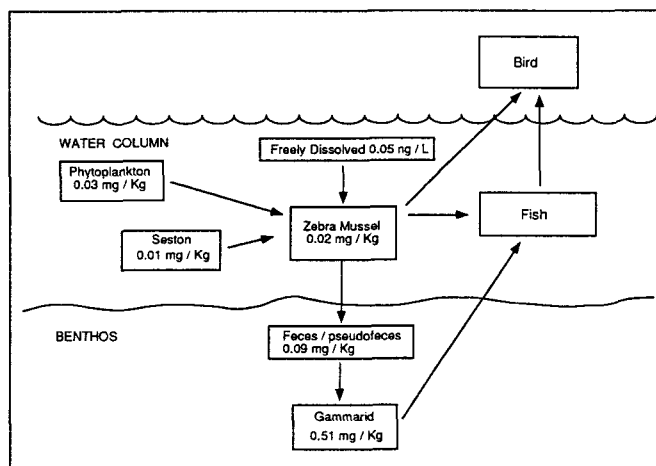 Bird
WATER COLUMN
Freely Dissolved 0.05 ng / L
Phytoplankton
0.03 mg / Kg
Zebra Mussel
0.02 mg / Kg
Fish
Seston
0.01 mg / Kg
BENTHOS
Feces / pseudofeces
0.09 mg / Kg
Gammarid
0.51 mg / Kg